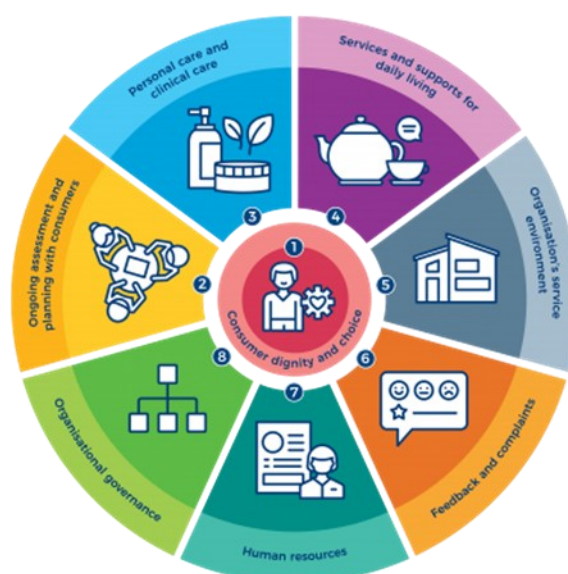 1
Consumer dignity and choice
2
Ongoing assessment and
planning with consumers
3
Personal care and
clinical care
4
Services and supports for
daily living
5
Organisation's service
environment
6
Feedback and complaints
7
Human resources
8
Organisational governance